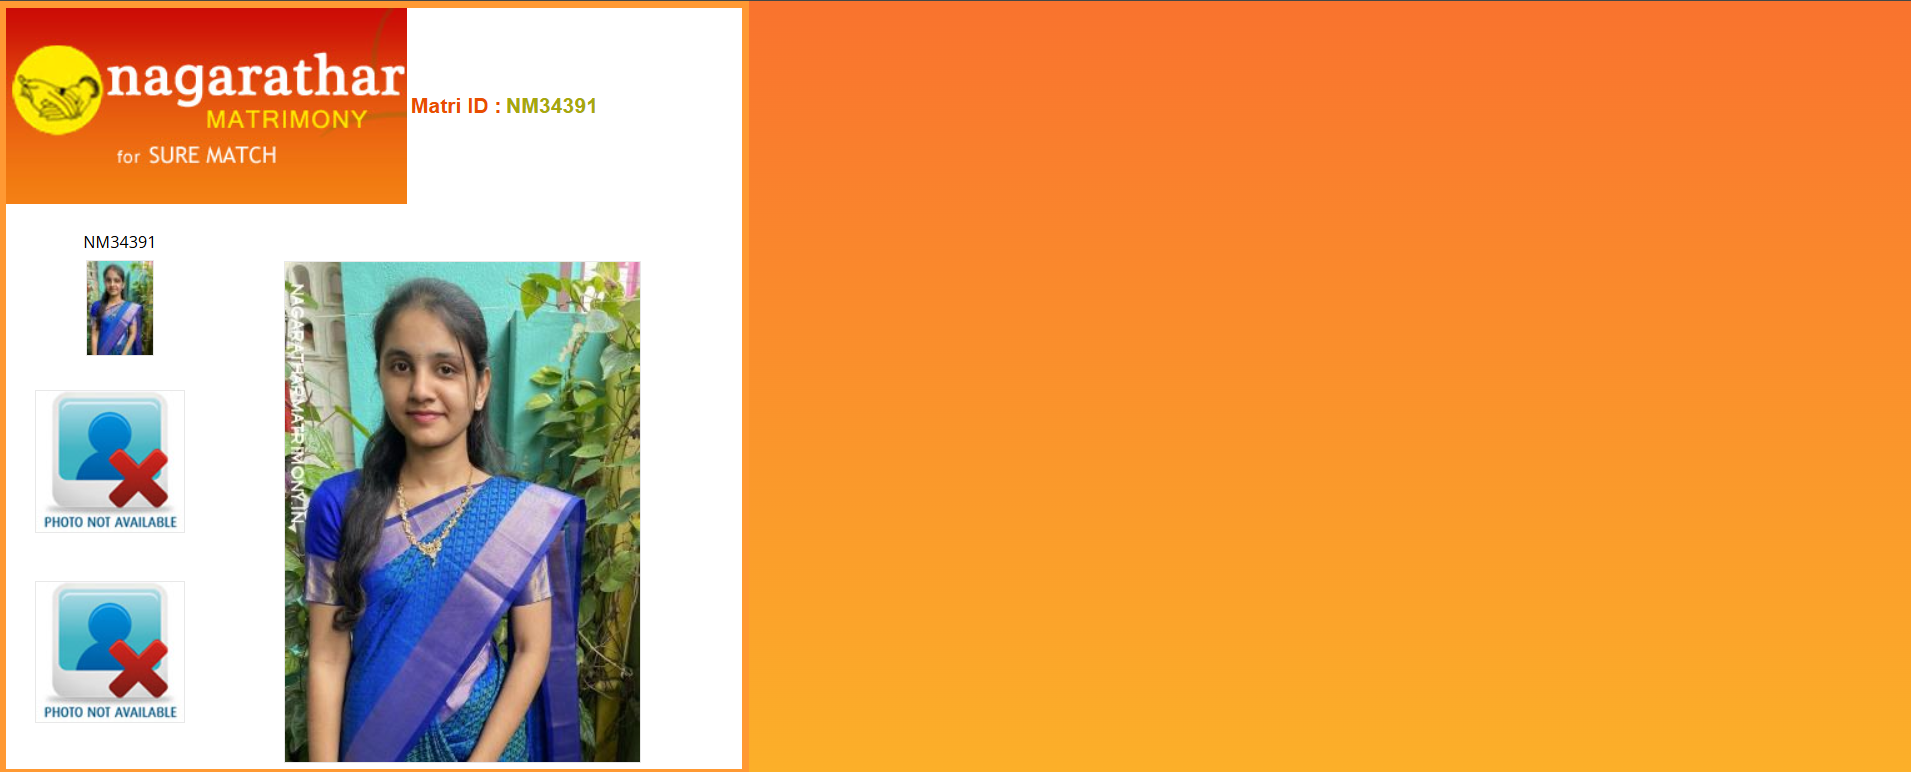 nagarathar
MATRIMONY
for SURE MATCH
Matri ID : NM34391
NM34391
NAGARATHARMATRIMONY.IN
PHOTO NOT AVAILABLE
PHOTO NOT AVAILABLE